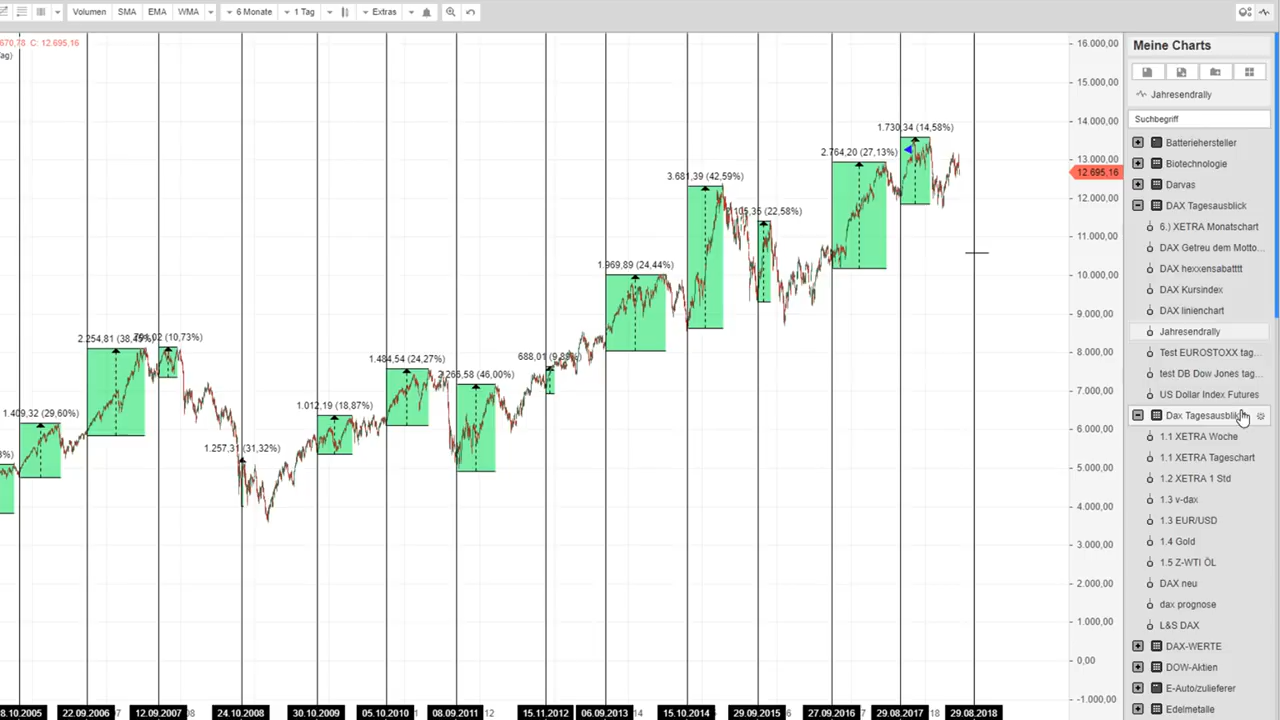 Volumen SMA EMA WMA 6 Monate 1 Tag Extras
670,78 C: 12.695,16
Meine Charts
Jahresendrally
Suchbegriff
Batteriehersteller
Biotechnologie
Darvas
DAX Tagesausblick
6.) XETRA Monatschart
DAX Getreu dem Motto...
DAX hexxensabatttt
DAX Kursindex
DAX linienchart
Jahresendrally
Test EUROSTOXX tag...
test DB Dow Jones tag...
US Dollar Index Futures
Dax Tagesausblick
1.1 XETRA Woche
1.1 XETRA Tageschart
1.2 XETRA 1 Std
1.3 v-dax
1.3 EUR/USD
1.4 Gold
1.5 Z-WTI ÖL
DAX neu
dax prognose
L&S DAX
DAX-WERTE
DOW-Aktien
E-Auto/zulieferer
Edelmetalle
16.000,00
15.000,00
14.000,00
13.000,00
12.695,16
12.000,00
11.000,00
10.000,00
9.000,00
8.000,00
7.000,00
6.000,00
5.000,00
4.000,00
3.000,00
2.000,00
1.000,00
0,00
-1.000,00
1.409,32 (29,60%)
2.254,81
(10,73%)
1.257,31 (31,32%)
1.012,19 (18,87%)
1.484,54 (24,27%)
(46,00%)
688,01
1.969,89 (24,44%)
3.681,39 (42,59%)
(22,58%)
2.764,20 (27,13%)
1.730,34 (14,58%)
8.10.2005 22.09.2006 12.09.2007 24.10.2008 30.10.2009 05.10.2010 08.09.2011 12 15.11.2012 06.09.2013 14 15.10.2014 29.09.2015 27.09.2016 29.08.2017 18 29.08.2018